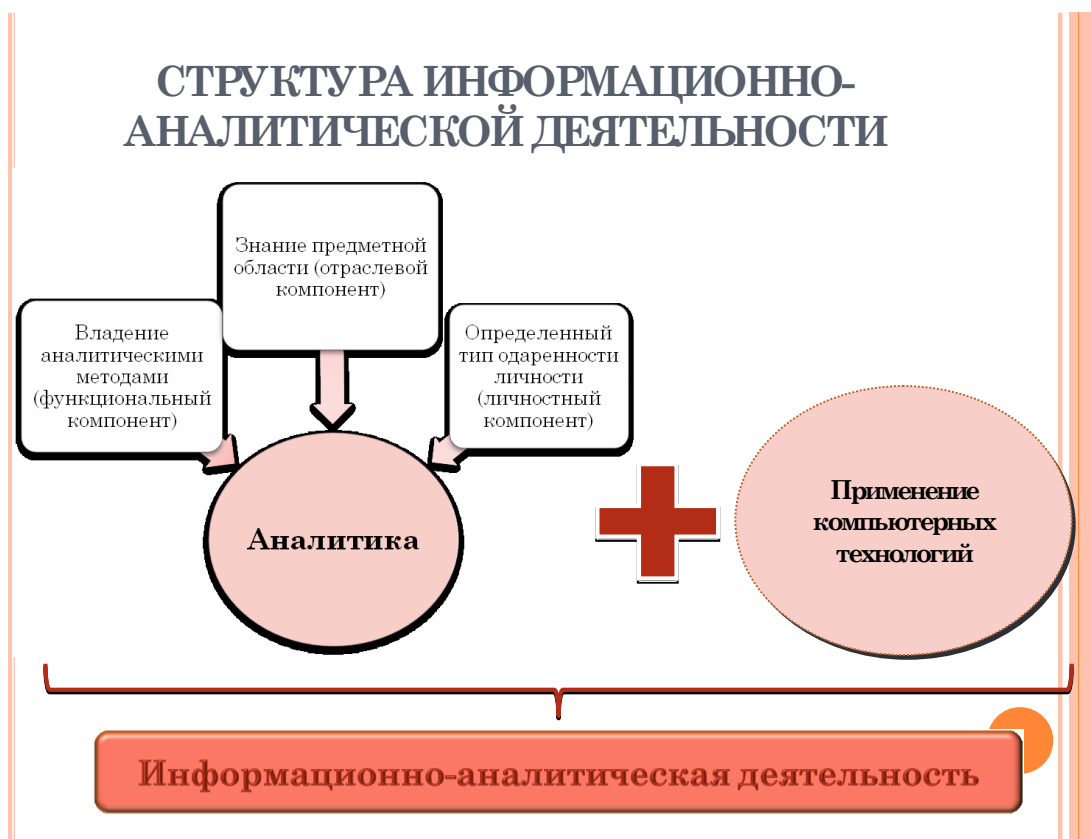 СТРУКТУРА ИНФОРМАЦИОННО-
АНАЛИТИЧЕСКОЙ ДЕЯТЕЛЬНОСТИ
Знание предметной
области (отраслевой
компонент)
Владение
аналитическими
методами
(функциональный
компонент)
Определенный
тип одаренности
личности
(личностный
компонент)
Аналитика
Применение
компьютерных
технологий
Информационно-аналитическая деятельность